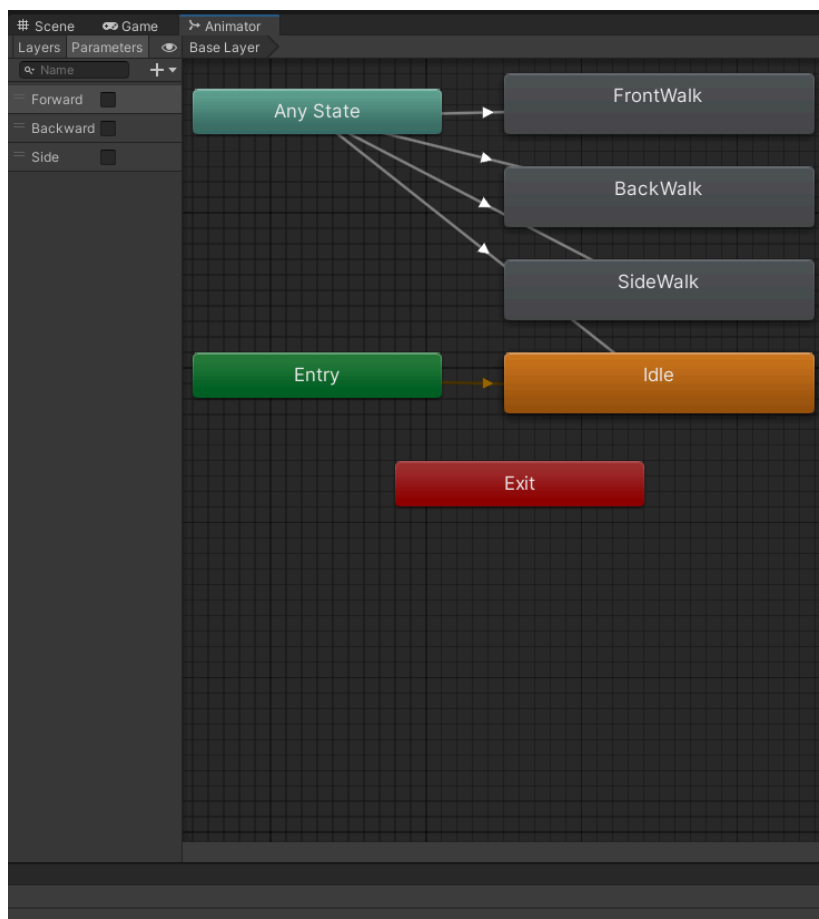 Scene Game Animator
Layers Parameters Base Layer
Name
Forward
Backward
Side
Any State
FrontWalk
BackWalk
SideWalk
Entry
Idle
Exit